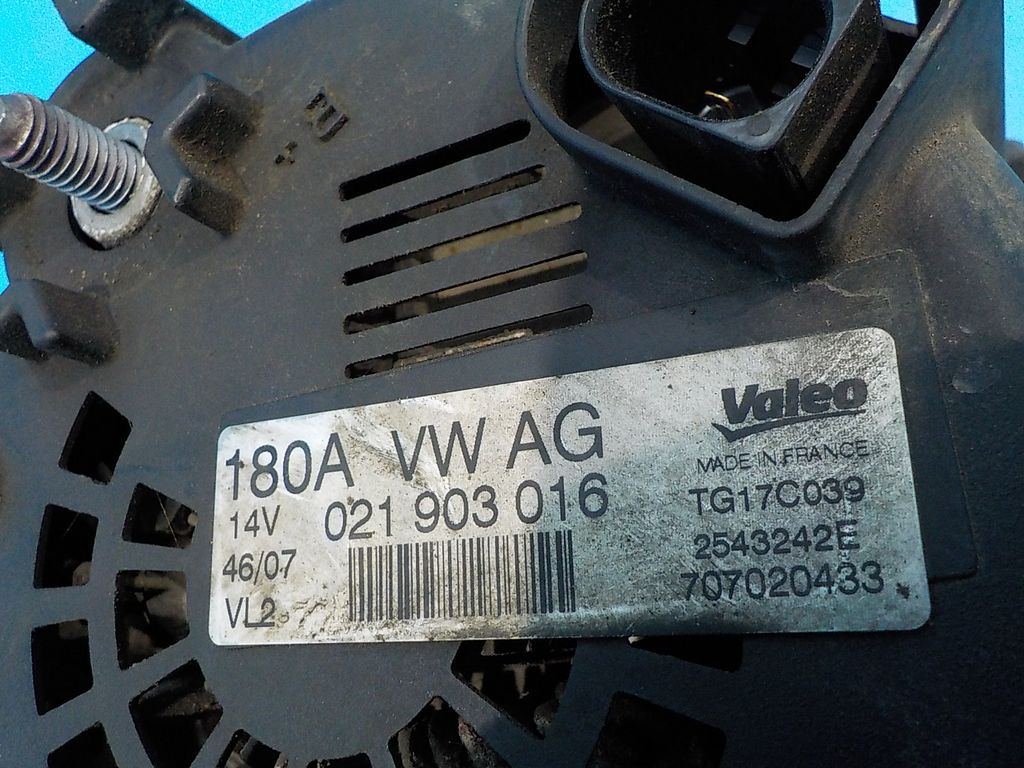 180A VW AG
14V 021 903 016
46/07
VL2
Valeo
MADE IN FRANCE
TG17C039
2543242E
707020433